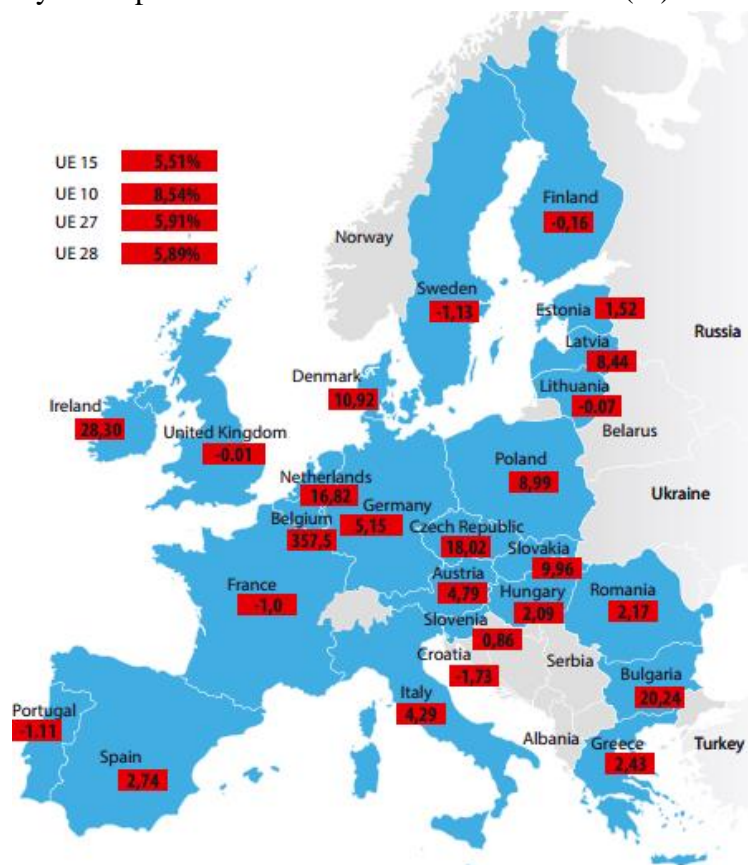 UE 15 5,51%
UE 10 8,54%
UE 27 5,91%
UE 28 5,89%
Finland
-0,16
Norway
Sweden
-1,13
Estonia 1,52
Russia
Latvia
8,44
Denmark
10,92
Lithuania
-0.07
Ireland
28,30
United Kingdom
-0.01
Belarus
Poland
8,99
Netherlands
16,82
Ukraine
Germany
5,15
Belgium
357,5
Czech Republic
18,02
Slovakia
9,96
France
-1,0
Austria
4,79
Hungary
2,09
Romania
2,17
Slovenia
0,86
Croatia
-1,73
Serbia
Bulgaria
20,24
Italy
4,29
Portugal
-1.11
Spain
2,74
Albania
Greece
2,43
Turkey